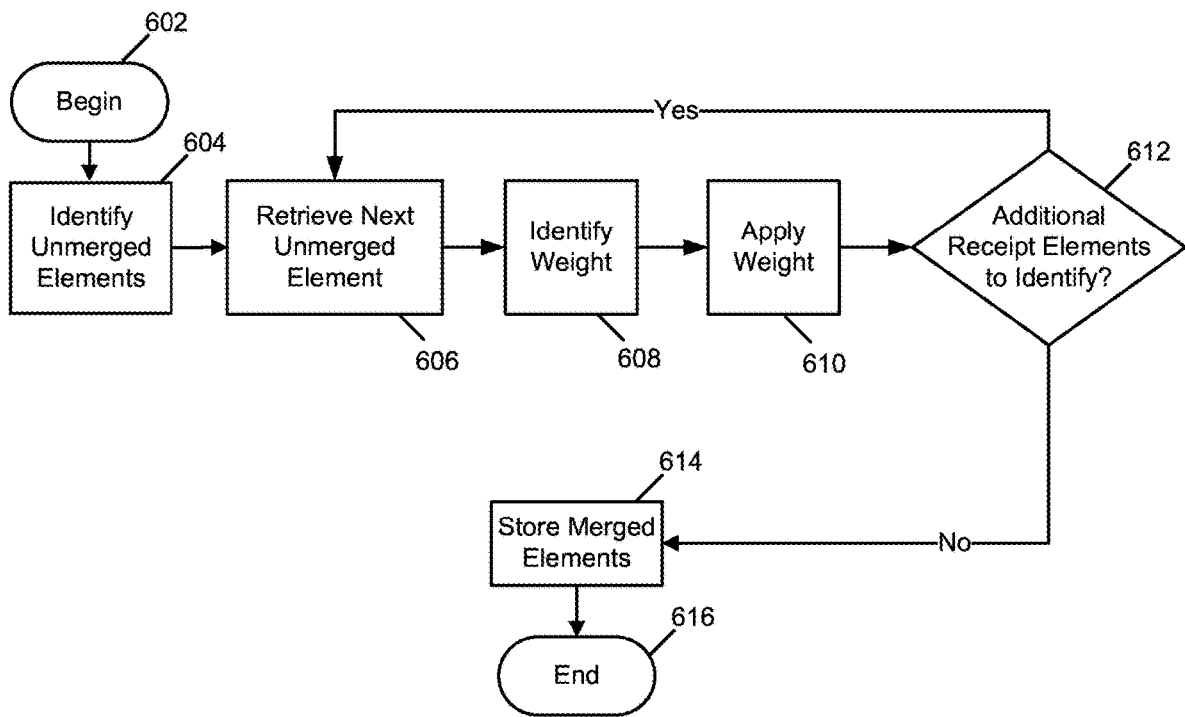 602
Begin
604
Identify
Unmerged
Elements
Retrieve Next
Unmerged
Element
606
Identify
Weight
608
Apply
Weight
610
Yes
612
Additional
Receipt Elements
to Identify?
No
614
Store Merged
Elements
616
End